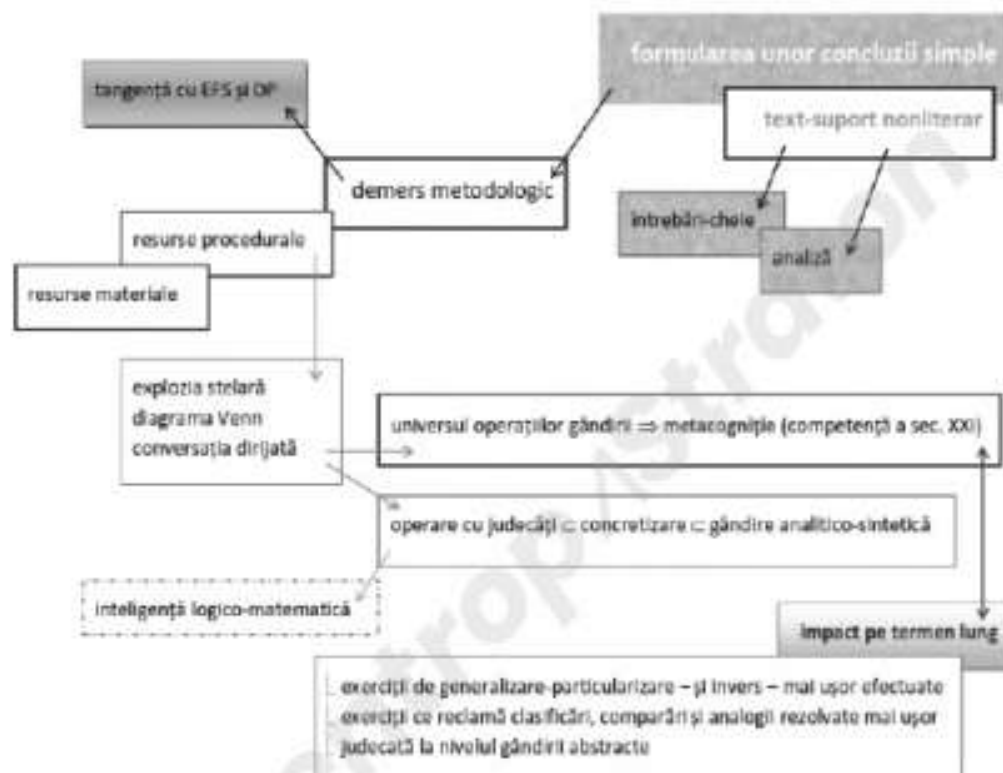 formularea unor concluzii simple
tangență cu EFS și DP
text-suport nonliterar
demers metodologic
întrebări-cheie
analiză
resurse procedurale
resurse materiale
explozia stelară
diagrama Venn
conversația dirijată
universul operațiilor gândirii ⇒ metacogniție (competență a sec. XXI)
operare cu judecăți ⊂ concretizare ⊂ gândire analitico-sintetică
inteligență logico-matematică
impact pe termen lung
exerciții de generalizare-particularizare – și invers – mai ușor efectuate
exerciții ce reclamă clasificări, comparări și analogii rezolvate mai ușor
judecată la nivelul gândirii abstracte